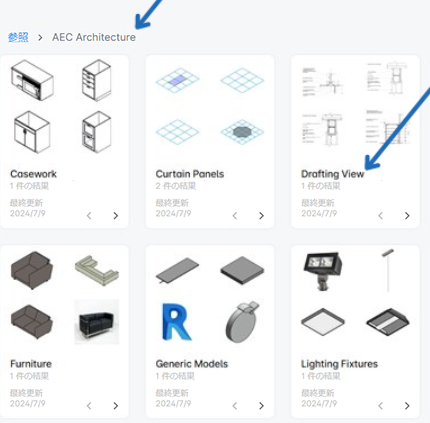 参照 > AEC Architecture
Casework
1 件の結果
最終更新
2024/7/9
Curtain Panels
2 件の結果
最終更新
2024/7/9
Drafting View
1 件の結果
最終更新
2024/7/9
Furniture
1 件の結果
最終更新
2024/7/9
Generic Models
1 件の結果
最終更新
2024/7/9
Lighting Fixtures
1 件の結果
最終更新
2024/7/9